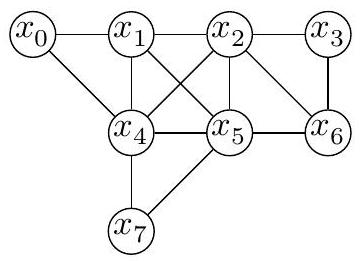 x₀ x₁ x₂ x₃
x₄ x₅ x₆
x₇